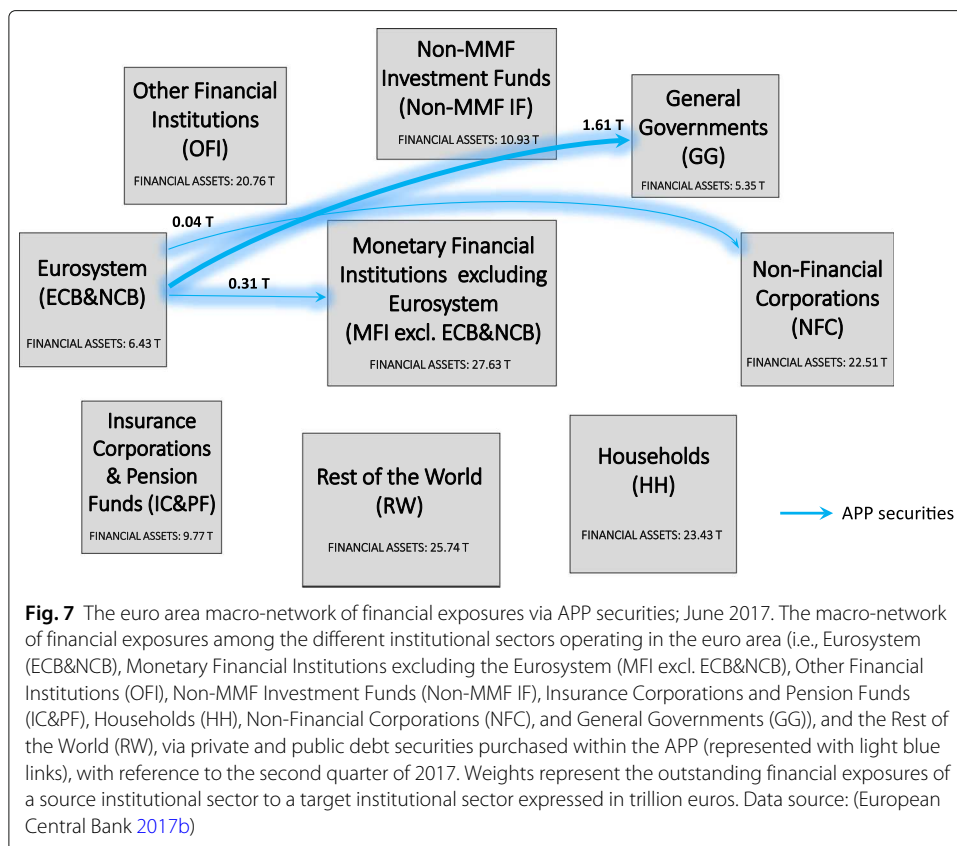 Non-MMF
Investment Funds
(Non-MMF IF)
FINANCIAL ASSETS: 10.93 T
Other Financial
Institutions
(OFI)
FINANCIAL ASSETS: 20.76 T
General
Governments
(GG)
FINANCIAL ASSETS: 5.35 T
1.61 T
0.04 T
0.31 T
Eurosystem
(ECB&NCB)
FINANCIAL ASSETS: 6.43 T
Monetary Financial
Institutions excluding
Eurosystem
(MFI excl. ECB&NCB)
FINANCIAL ASSETS: 27.63 T
Non-Financial
Corporations
(NFC)
FINANCIAL ASSETS: 22.51 T
Insurance
Corporations
& Pension
Funds (IC&PF)
FINANCIAL ASSETS: 9.77 T
Rest of the World
(RW)
FINANCIAL ASSETS: 25.74 T
Households
(HH)
FINANCIAL ASSETS: 23.43 T
APP securities
Fig. 7 The euro area macro-network of financial exposures via APP securities; June 2017. The macro-network
of financial exposures among the different institutional sectors operating in the euro area (i.e., Eurosystem
(ECB&NCB), Monetary Financial Institutions excluding the Eurosystem (MFI excl. ECB&NCB), Other Financial
Institutions (OFI), Non-MMF Investment Funds (Non-MMF IF), Insurance Corporations and Pension Funds
(IC&PF), Households (HH), Non-Financial Corporations (NFC), and General Governments (GG)), and the Rest of
the World (RW), via private and public debt securities purchased within the APP (represented with light blue
links), with reference to the second quarter of 2017. Weights represent the outstanding financial exposures of
a source institutional sector to a target institutional sector expressed in trillion euros. Data source: (European
Central Bank 2017b)